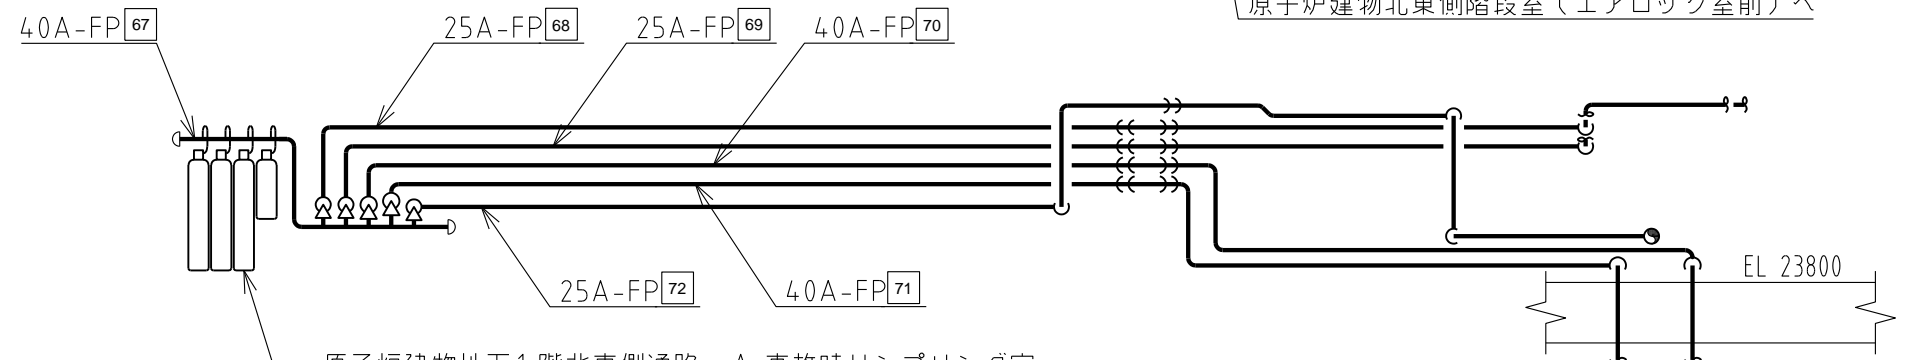 原子炉建物北東側階段室(エアロック室前)へ
40A-FP 67
25A-FP 68
25A-FP 69
40A-FP 70
EL 23800
25A-FP 72
40A-FP 71
原子炉建物地下1階北東側通路 A-事故時サンプリング室